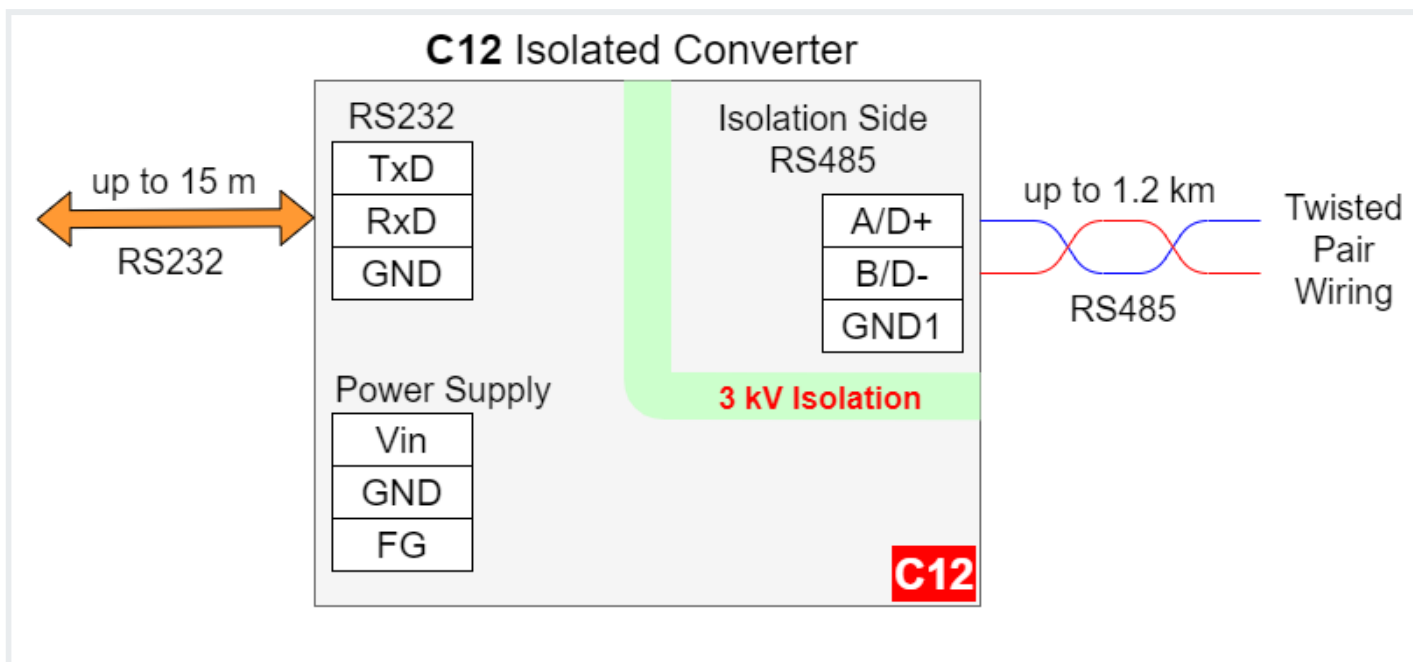 C12 Isolated Converter
RS232
TxD
RxD
GND
up to 15 m
RS232
Isolation Side
RS485
A/D+
B/D-
GND1
up to 1.2 km
RS485
Twisted
Pair
Wiring
Power Supply
Vin
GND
FG
3 kV Isolation
C12